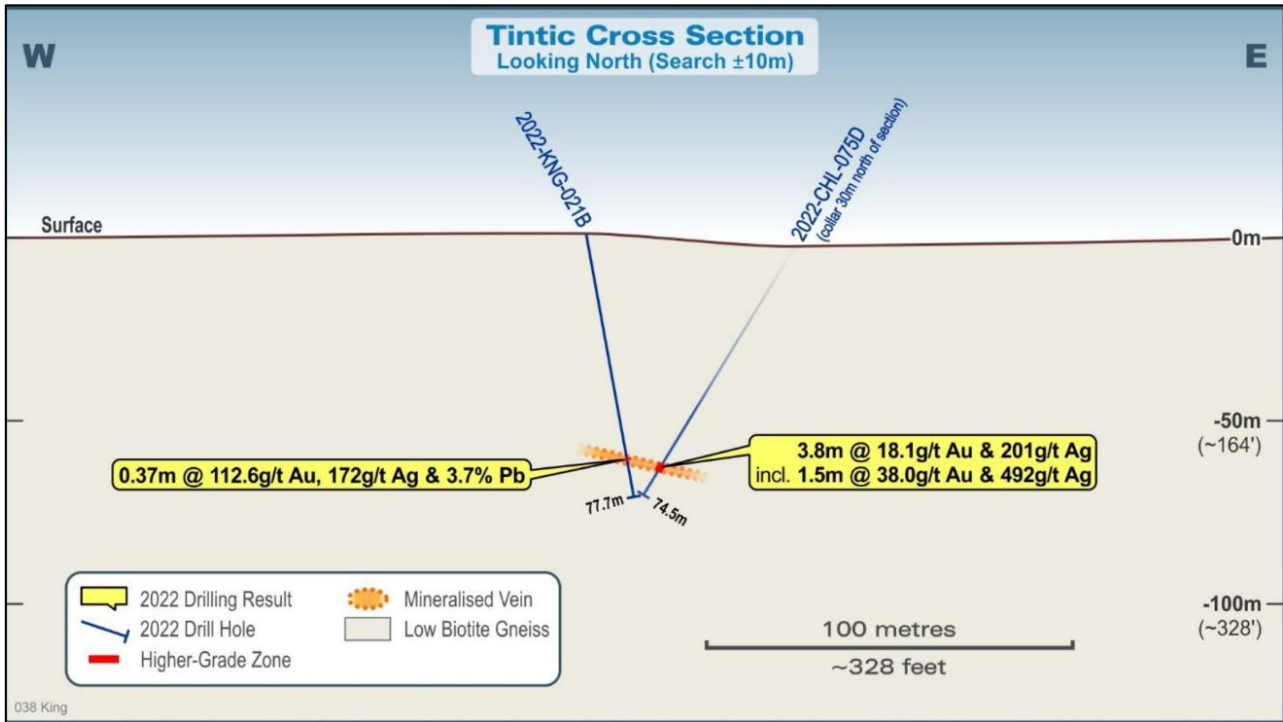 Tintic Cross Section
Looking North (Search ±10m)
W
E
2022-KNG-021B
2022-CHL-075D
(collar 30m north of section)
Surface
0m
-50m
(~164')
0.37m @ 112.6g/t Au, 172g/t Ag & 3.7% Pb
3.8m @ 18.1g/t Au & 201g/t Ag
incl. 1.5m @ 38.0g/t Au & 492g/t Ag
77.7m
74.5m
-100m
(~328')
2022 Drilling Result
2022 Drill Hole
Higher-Grade Zone
Mineralised Vein
Low Biotite Gneiss
100 metres
~328 feet
038 King